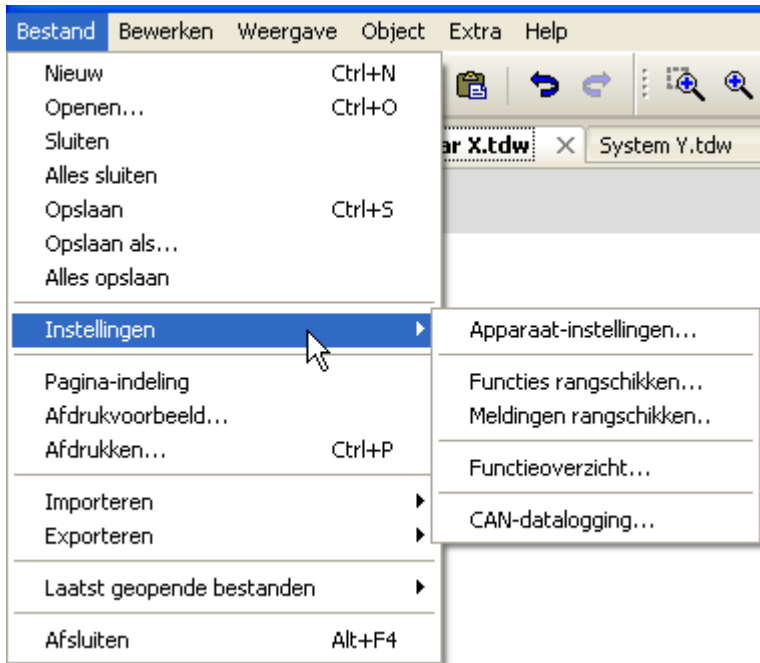 Bestand Bewerken Weergave Object Extra Help
Nieuw Ctrl+N
Openen... Ctrl+O
Sluiten
Alles sluiten
Opslaan Ctrl+S
Opslaan als...
Alles opslaan
Instellingen
Pagina-indeling
Afdrukvoorbeeld...
Afdrukken... Ctrl+P
Importeren
Exporteren
Laatst geopende bestanden
Afsluiten Alt+F4
ar X.tdw System Y.tdw
Apparaat-instellingen...
Functies rangschikken...
Meldingen rangschikken..
Functieoverzicht...
CAN-datalogging...